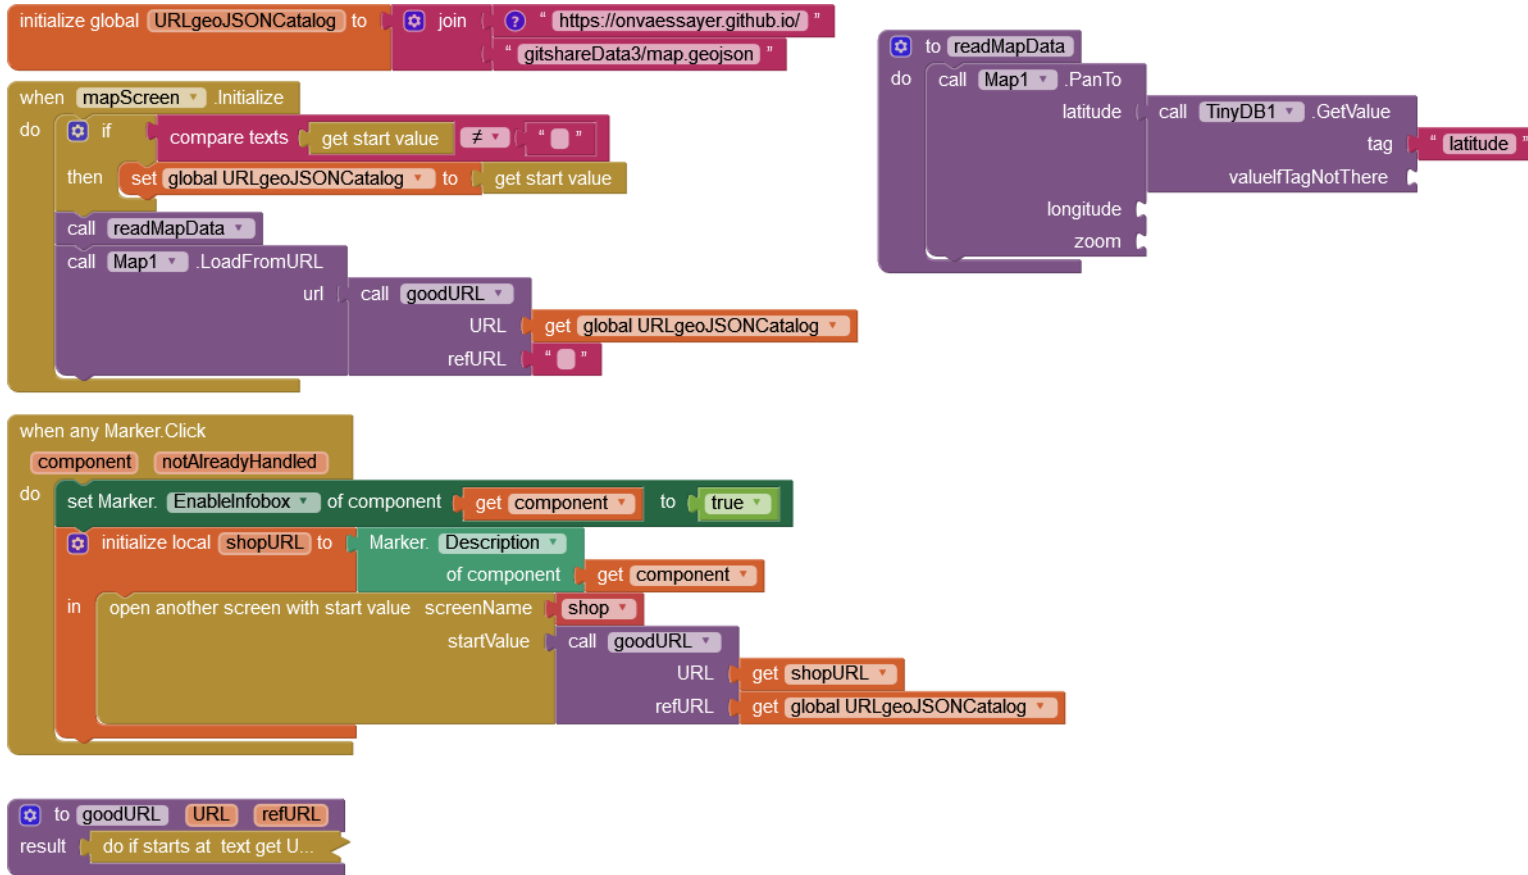 initialize global URLgeoJSONCatalog to join " https://onvaessayer.github.io/ "
" gitshareData3/map.geojson "
when mapScreen .Initialize
do if compare texts get start value ≠ " "
then set global URLgeoJSONCatalog to get start value
call readMapData
call Map1 .LoadFromURL
url call goodURL
URL get global URLgeoJSONCatalog
refURL " "
to readMapData
do call Map1 .PanTo
latitude call TinyDB1 .GetValue
tag " latitude "
valueIfTagNotThere
longitude
zoom
when any Marker.Click
component notAlreadyHandled
do set Marker. EnableInfobox of component get component to true
initialize local shopURL to Marker. Description
of component get component
in open another screen with start value screenName shop
startValue call goodURL
URL get shopURL
refURL get global URLgeoJSONCatalog
to goodURL URL refURL
result do if starts at text get U...